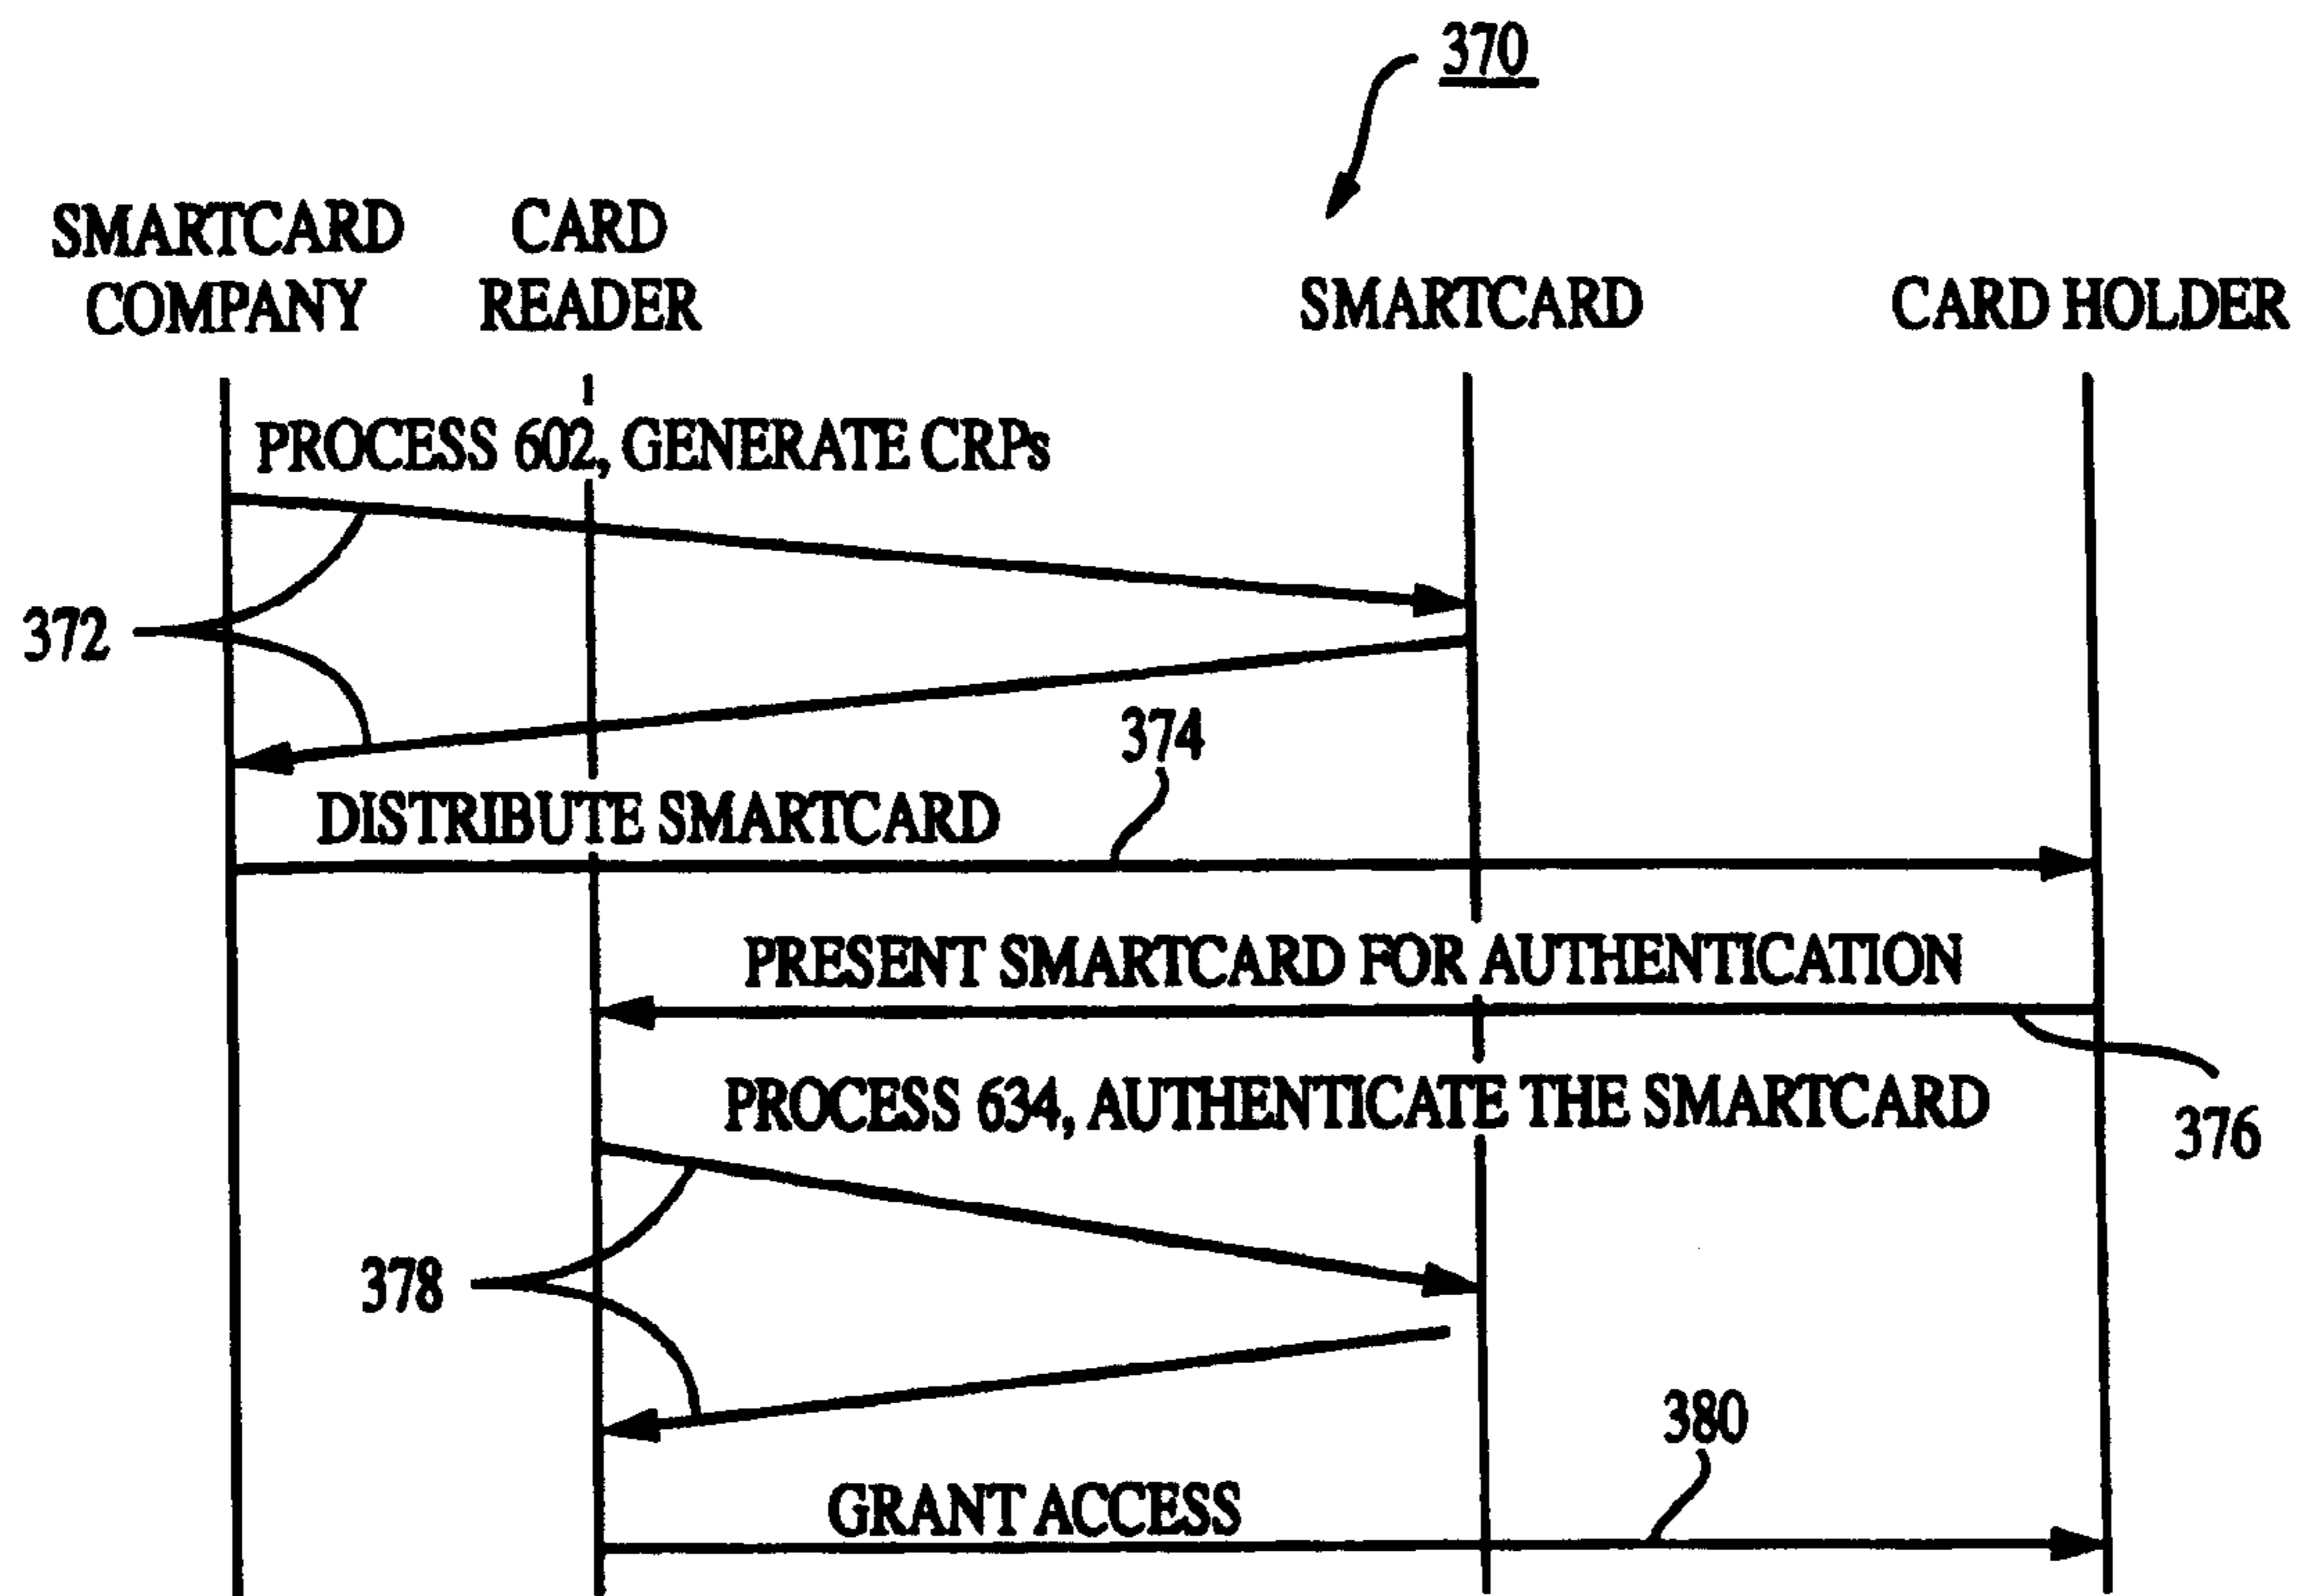 370
SMARTCARD
COMPANY
CARD
READER
SMARTCARD
CARD HOLDER
PROCESS 602, GENERATE CRPs
372
374
DISTRIBUTE SMARTCARD
PRESENT SMARTCARD FOR AUTHENTICATION
PROCESS 634, AUTHENTICATE THE SMARTCARD
376
378
380
GRANT ACCESS